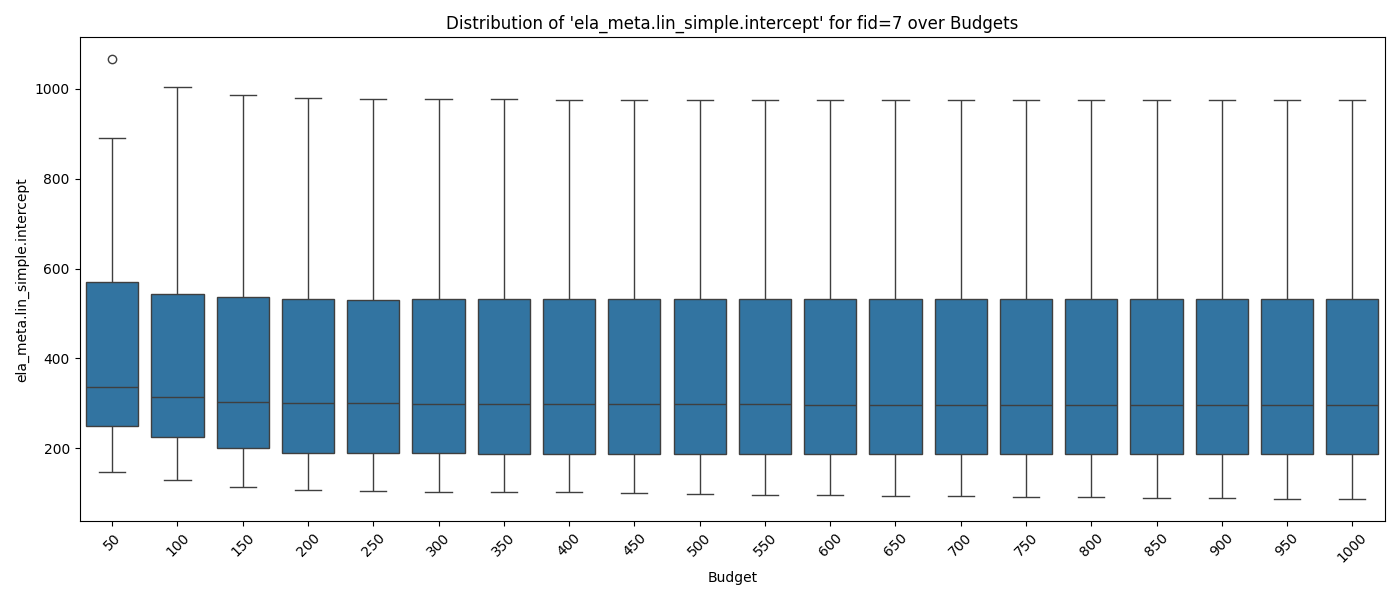 Distribution of 'ela_meta.lin_simple.intercept' for fid=7 over Budgets
ela_meta.lin_simple.intercept
1000
800
600
400
200
50 100 150 200 250 300 350 400 450 500 550 600 650 700 750 800 850 900 950 1000
Budget